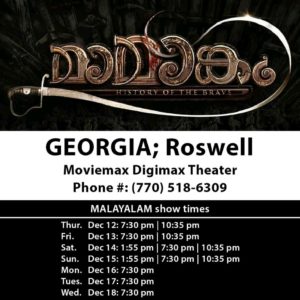 മാമാങ്കം
HISTORY OF THE BRAVE
GEORGIA; Roswell
Moviemax Digimax Theater
Phone #: (770) 518-6309
MALAYALAM show times
Thur. Dec 12: 7:30 pm | 10:35 pm
Fri. Dec 13: 7:30 pm | 10:35 pm
Sat. Dec 14: 1:55 pm | 7:30 pm | 10:35 pm
Sun. Dec 15: 1:55 pm | 7:30 pm | 10:35 pm
Mon. Dec 16: 7:30 pm
Tues. Dec 17: 7:30 pm
Wed. Dec 18: 7:30 pm